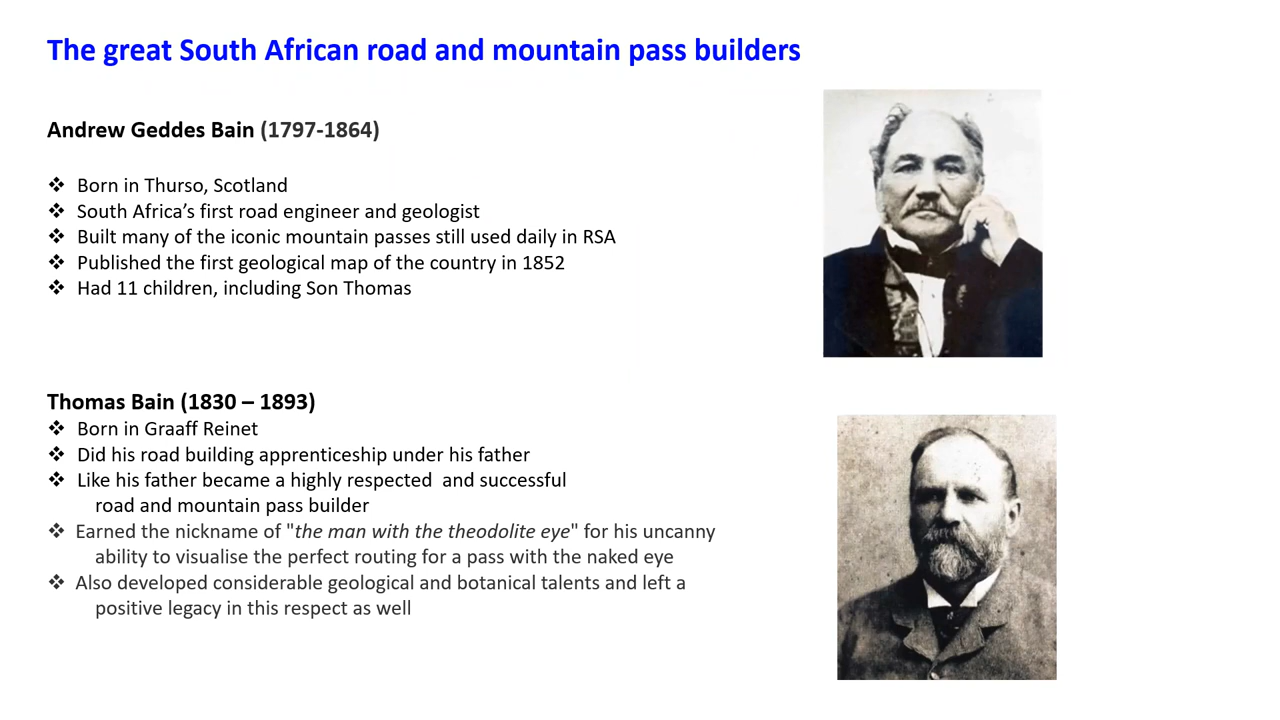 The great South African road and mountain pass builders
Andrew Geddes Bain (1797-1864)
❖ Born in Thurso, Scotland
❖ South Africa’s first road engineer and geologist
❖ Built many of the iconic mountain passes still used daily in RSA
❖ Published the first geological map of the country in 1852
❖ Had 11 children, including Son Thomas
Thomas Bain (1830 – 1893)
❖ Born in Graaff Reinet
❖ Did his road building apprenticeship under his father
❖ Like his father became a highly respected  and successful
road and mountain pass builder
❖ Earned the nickname of "the man with the theodolite eye" for his uncanny
ability to visualise the perfect routing for a pass with the naked eye
❖ Also developed considerable geological and botanical talents and left a
positive legacy in this respect as well